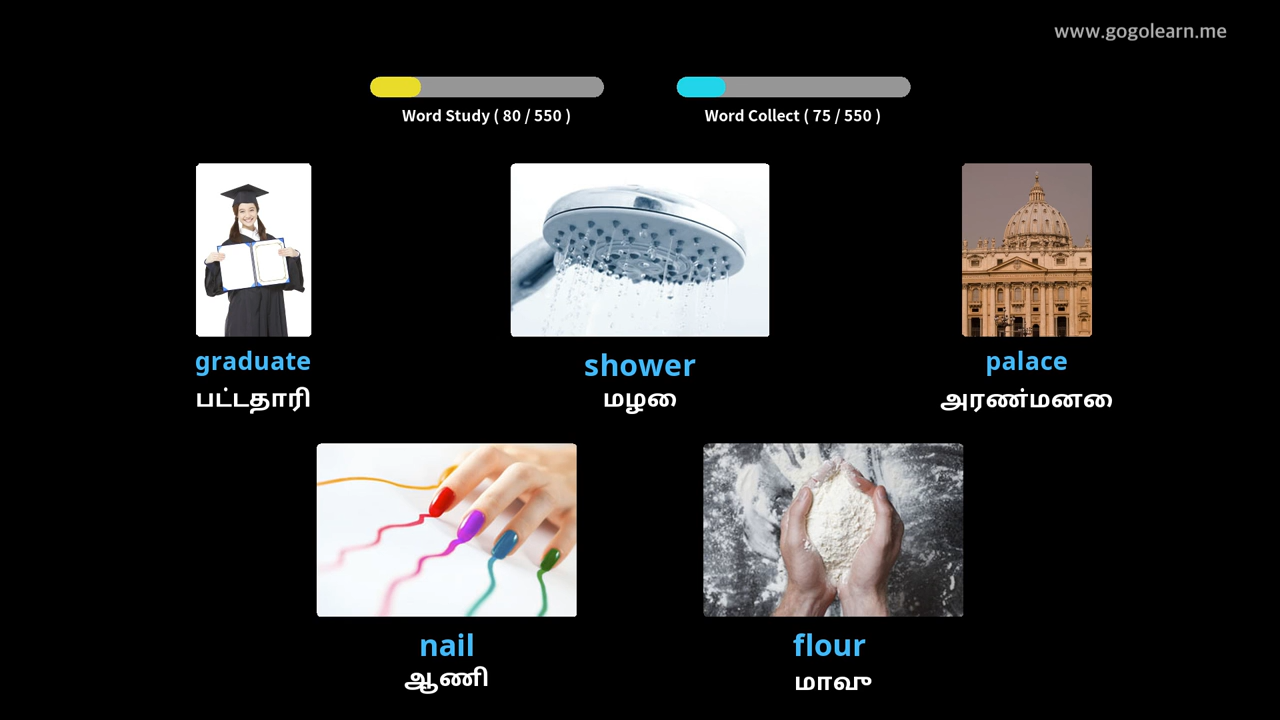 www.gogolearn.me
Word Study ( 80 / 550 )
Word Collect ( 75 / 550 )
graduate
shower
palace
பட்டதாரி
மழை
அரண்மனை
nail
flour
ஆணி
மாவு